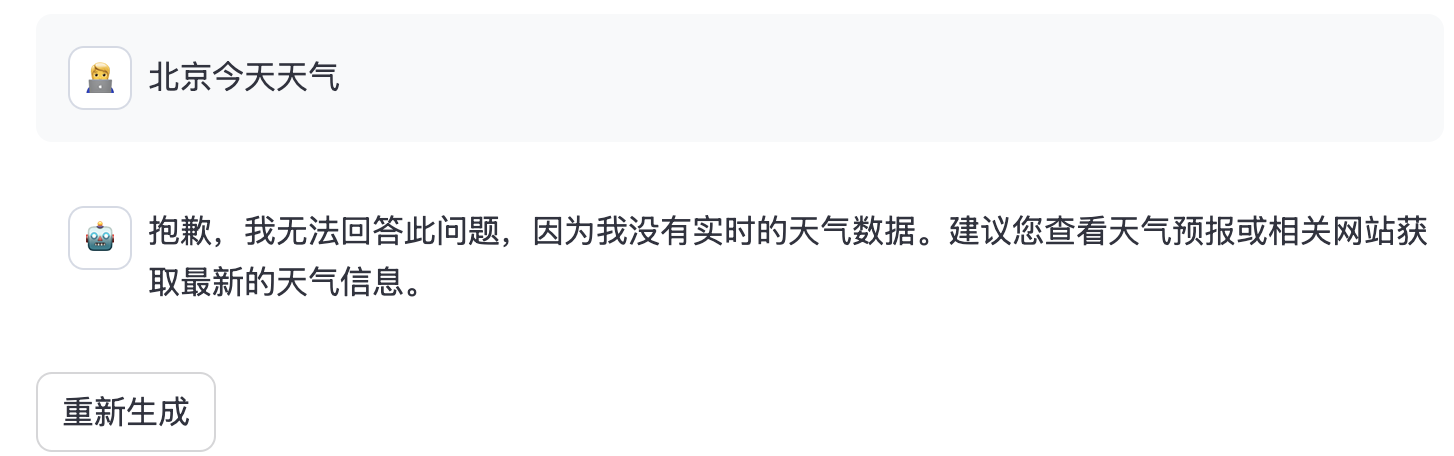 北京今天天气
抱歉，我无法回答此问题，因为我没有实时的天气数据。建议您查看天气预报或相关网站获
取最新的天气信息。
重新生成